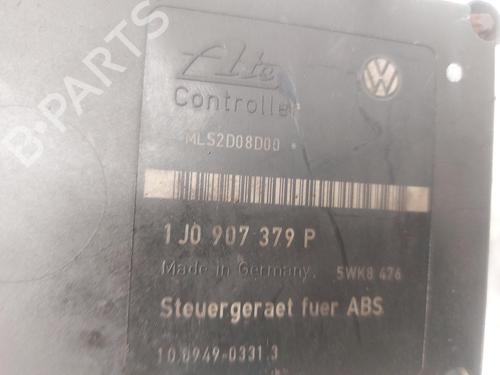 B-PARTS
Ate
Controller
MLS2D08D00
1J0 907 379 P
Made in Germany. 5WK8 476
Steuergeraet fuer ABS
10.0949-0331.3